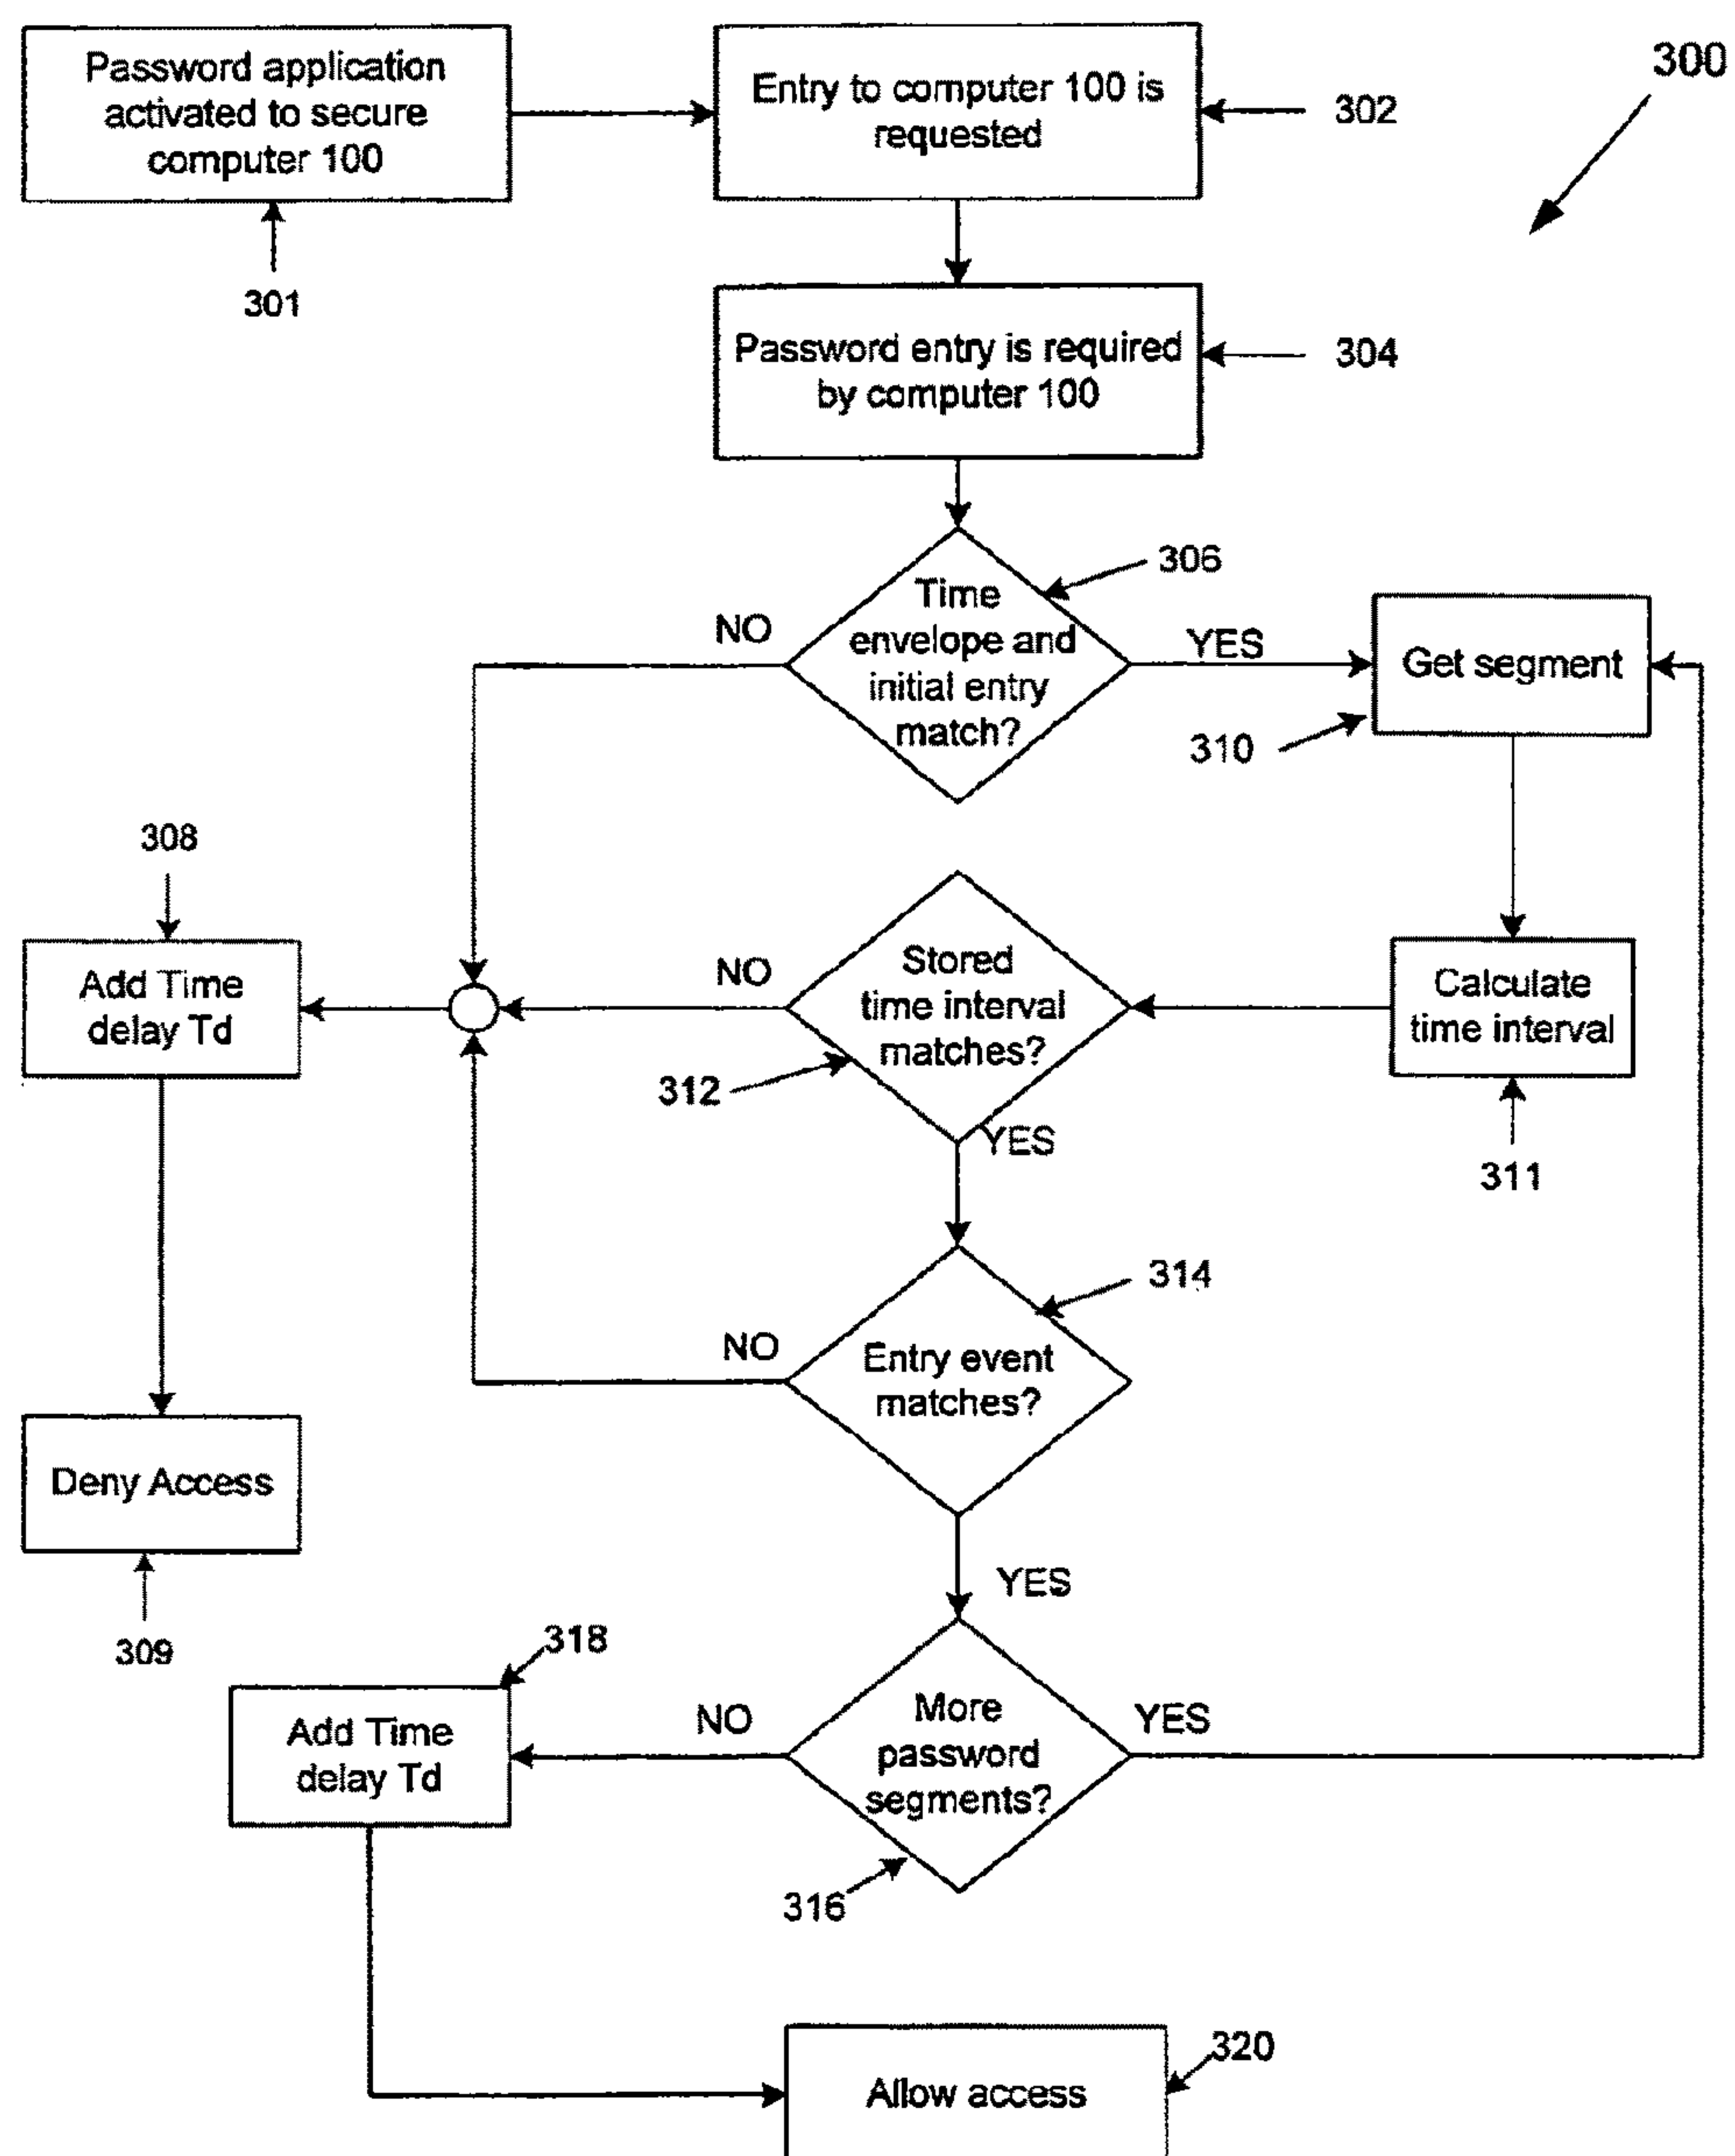 Password application
activated to secure
computer 100
301
Entry to computer 100 is
requested
302
300
Password entry is required
by computer 100
304
Time
envelope and
initial entry
match?
306
NO
YES
Get segment
310
308
Add Time
delay Td
NO
Stored
time interval
matches?
312
YES
Calculate
time interval
311
Deny Access
309
NO
Entry event
matches?
314
YES
318
Add Time
delay Td
NO
More
password
segments?
YES
316
Allow access
320